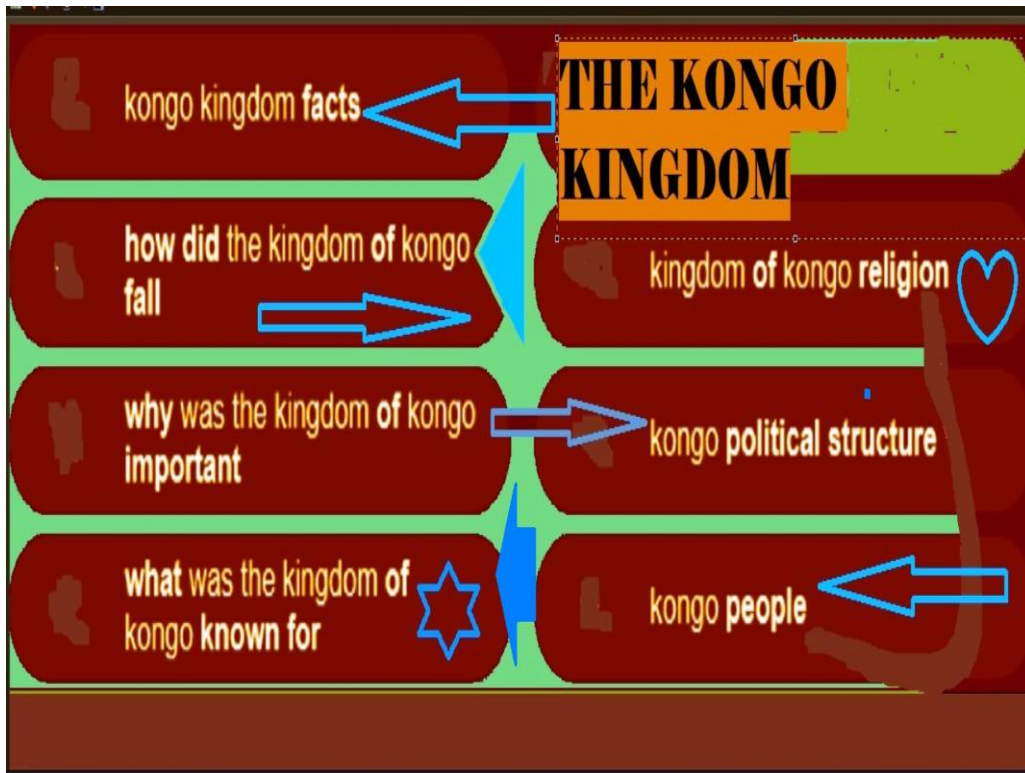 THE KONGO
KINGDOM
kongo kingdom facts
how did the kingdom of kongo
fall
kingdom of kongo religion
why was the kingdom of kongo
important
kongo political structure
what was the kingdom of
kongo known for
kongo people